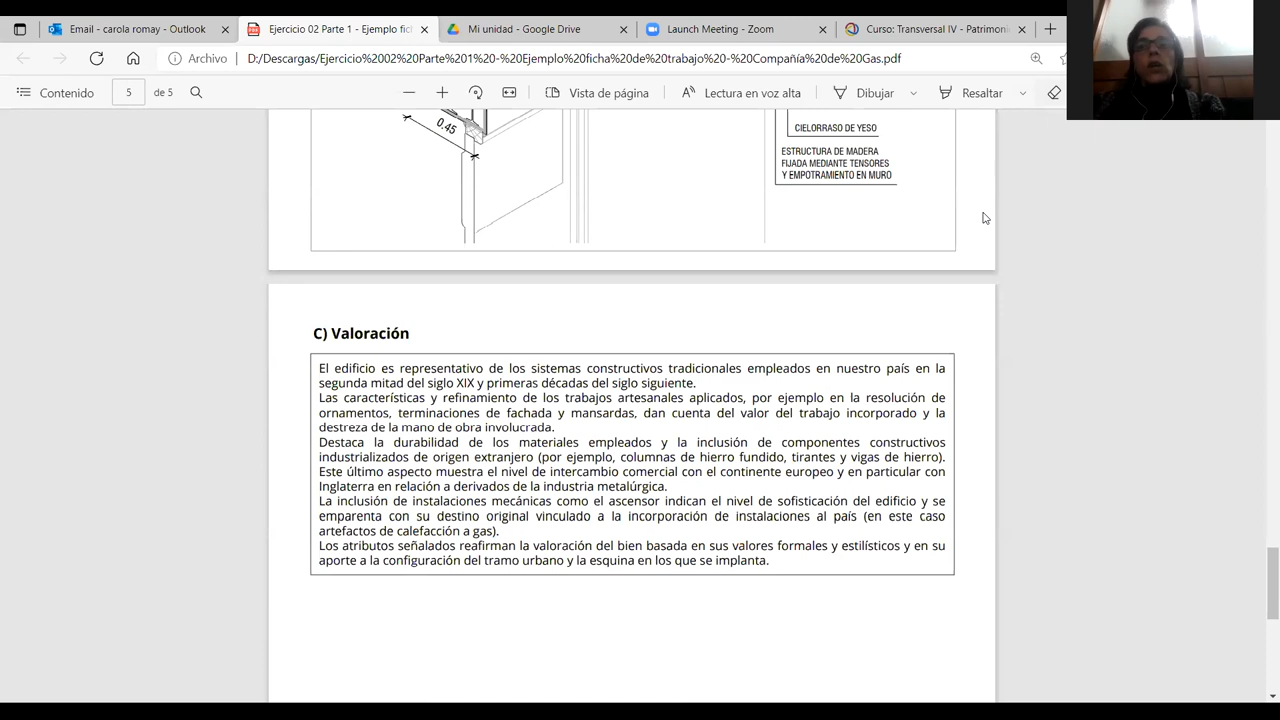 Email - carola romay - Outlook
Ejercicio 02 Parte 1 - Ejemplo fich
Mi unidad - Google Drive
Launch Meeting - Zoom
Curso: Transversal IV - Patrimoni
Archivo
D:/Descargas/Ejercicio%2002%20Parte%201%20-%20Ejemplo%20ficha%20de%20trabajo%20-%20Compañía%20de%20Gas.pdf
Contenido
5
de 5
Vista de página
Lectura en voz alta
Dibujar
Resaltar
0.45
CIELORRASO DE YESO
ESTRUCTURA DE MADERA
FIJADA MEDIANTE TENSORES
Y EMPOTRAMIENTO EN MURO
C) Valoración
El edificio es representativo de los sistemas constructivos tradicionales empleados en nuestro país en la
segunda mitad del siglo XIX y primeras décadas del siglo siguiente.
Las características y refinamiento de los trabajos artesanales aplicados, por ejemplo en la resolución de
ornamentos, terminaciones de fachada y mansardas, dan cuenta del valor del trabajo incorporado y la
destreza de la mano de obra involucrada.
Destaca la durabilidad de los materiales empleados y la inclusión de componentes constructivos
industrializados de origen extranjero (por ejemplo, columnas de hierro fundido, tirantes y vigas de hierro).
Este último aspecto muestra el nivel de intercambio comercial con el continente europeo y en particular con
Inglaterra en relación a derivados de la industria metalúrgica.
La inclusión de instalaciones mecánicas como el ascensor indican el nivel de sofisticación del edificio y se
emparenta con su destino original vinculado a la incorporación de instalaciones al país (en este caso
artefactos de calefacción a gas).
Los atributos señalados reafirman la valoración del bien basada en sus valores formales y estilísticos y en su
aporte a la configuración del tramo urbano y la esquina en los que se implanta.